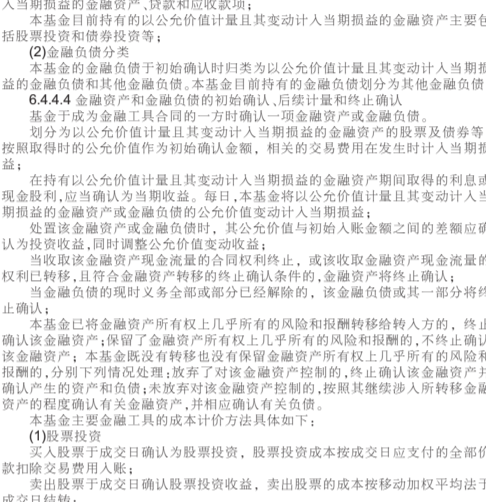 入当期损益的金融资产、贷款和应收款项；
本基金目前持有的以公允价值计量且其变动计入当期损益的金融资产主要包
括股票投资和债券投资等；
(2)金融负债分类
本基金的金融负债于初始确认时归类为以公允价值计量且其变动计入当期损
益的金融负债和其他金融负债。本基金目前持有的金融负债划分为其他金融负债
6.4.4.4 金融资产和金融负债的初始确认、后续计量和终止确认
基金于成为金融工具合同的一方时确认一项金融资产或金融负债。
划分为以公允价值计量且其变动计入当期损益的金融资产的股票及债券等，
按照取得时的公允价值作为初始确认金额，相关的交易费用在发生时计入当期损
益；
在持有以公允价值计量且其变动计入当期损益的金融资产期间取得的利息或
现金股利，应当确认为当期收益。每日，本基金将以公允价值计量且其变动计入当
期损益的金融资产或金融负债的公允价值变动计入当期损益；
处置该金融资产或金融负债时，其公允价值与初始入账金额之间的差额应确
认为投资收益，同时调整公允价值变动收益；
当收取该金融资产现金流量的合同权利终止，或该收取金融资产现金流量的
权利已转移，且符合金融资产转移的终止确认条件的，金融资产将终止确认；
当金融负债的现时义务全部或部分已经解除的，该金融负债或其一部分将终
止确认；
本基金已将金融资产所有权上几乎所有的风险和报酬转移给转入方的，终止
确认该金融资产；保留了金融资产所有权上几乎所有的风险和报酬的，不终止确认
该金融资产；本基金既没有转移也没有保留金融资产所有权上几乎所有的风险和
报酬的，分别下列情况处理：放弃了对该金融资产控制的，终止确认该金融资产并
确认产生的资产和负债；未放弃对该金融资产控制的，按照其继续涉入所转移金融
资产的程度确认有关金融资产，并相应确认有关负债。
本基金主要金融工具的成本计价方法具体如下：
(1)股票投资
买入股票于成交日确认为股票投资，股票投资成本按成交日应支付的全部价
款扣除交易费用入账；
卖出股票于成交日确认股票投资收益，卖出股票的成本按移动加权平均法于
成交日结转；